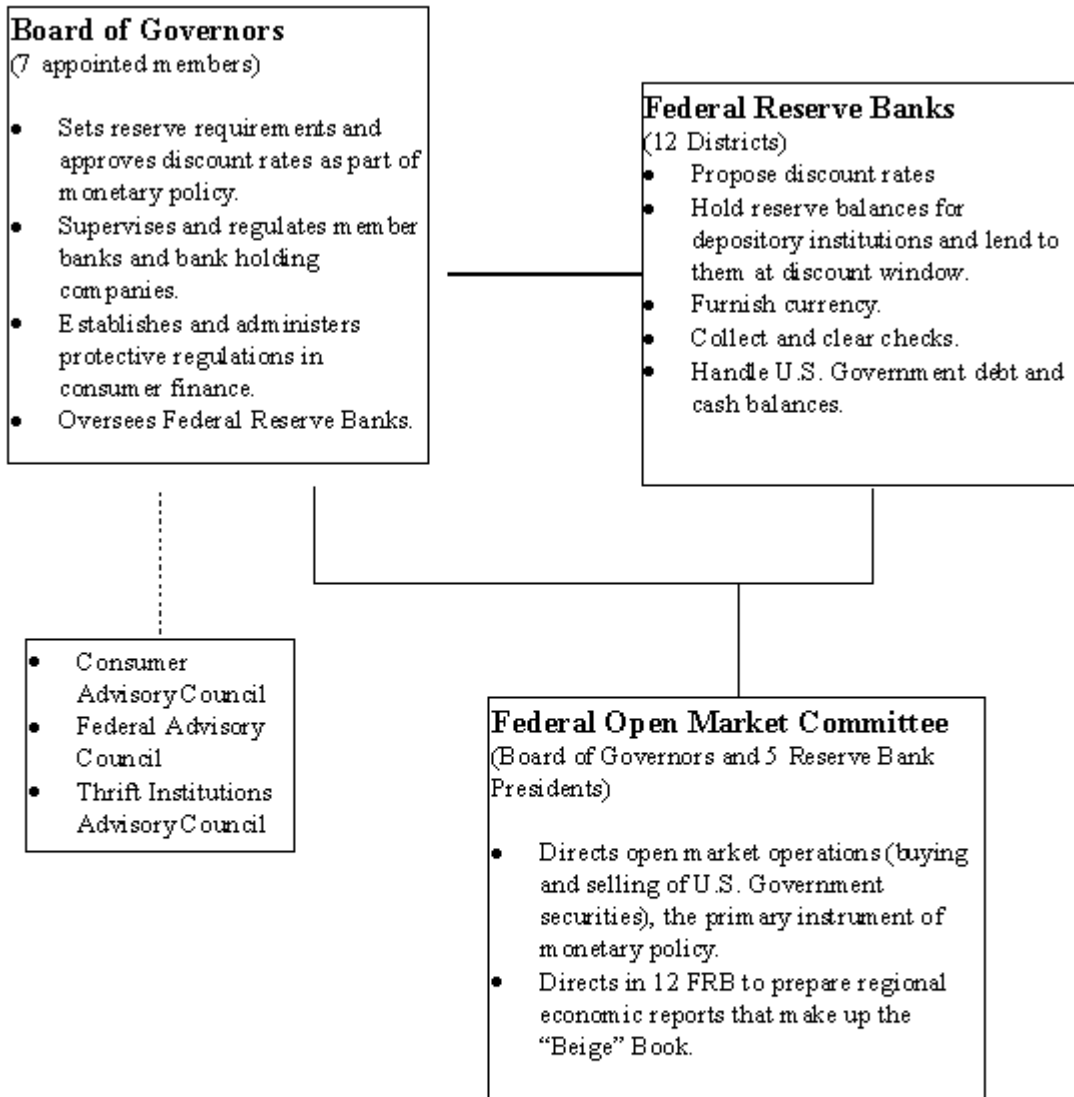 Board of Governors
(7 appointed members)
● Sets reserve requirements and
approves discount rates as part of
monetary policy.
● Supervises and regulates member
banks and bank holding
companies.
● Establishes and administers
protective regulations in
consumer finance.
● Oversees Federal Reserve Banks.
Federal Reserve Banks
(12 Districts)
● Propose discount rates
● Hold reserve balances for
depository institutions and lend to
them at discount window.
● Furnish currency.
● Collect and clear checks.
● Handle U.S. Government debt and
cash balances.
● Consumer
Advisory Council
● Federal Advisory
Council
● Thrift Institutions
Advisory Council
Federal Open Market Committee
(Board of Governors and 5 Reserve Bank
Presidents)
● Directs open market operations (buying
and selling of U.S. Government
securities), the primary instrument of
monetary policy.
● Directs in 12 FRB to prepare regional
economic reports that make up the
“Beige” Book.